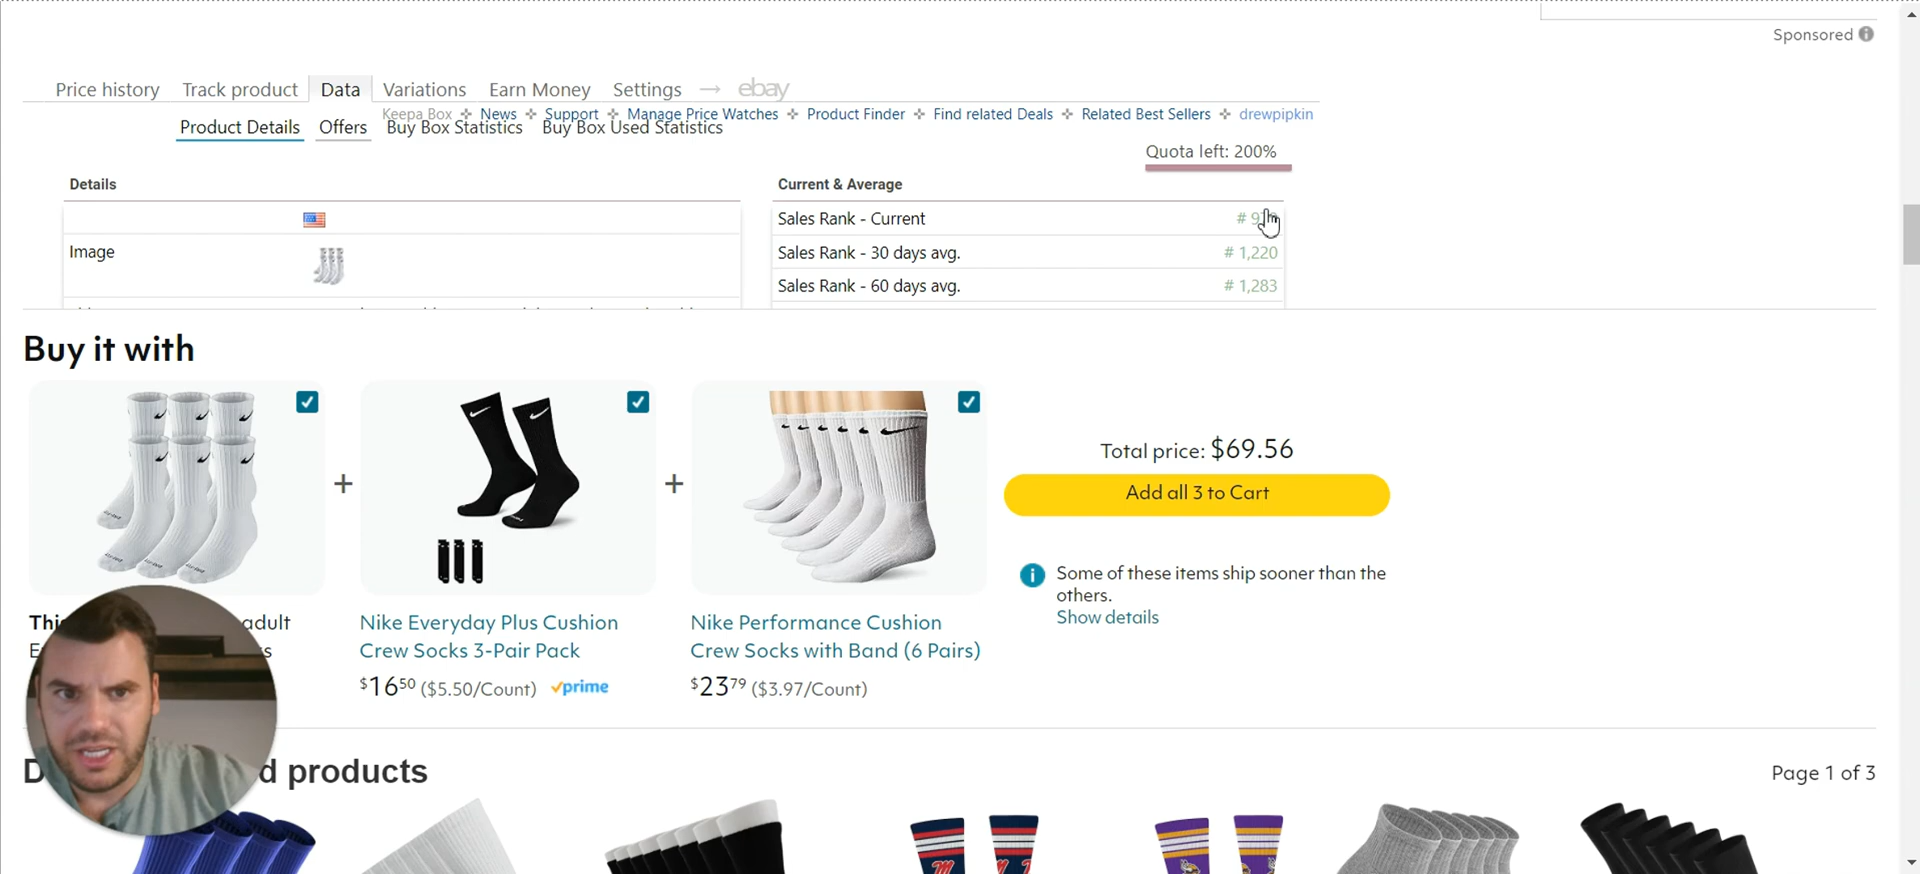 Sponsored
Price history Track product Data Variations Earn Money Settings → ebay
Keepa Box News Support Manage Price Watches Product Finder Find related Deals Related Best Sellers drewpipkin
Product Details Offers Buy Box Statistics Buy Box Used Statistics
Quota left: 200%
Details
Current & Average
Sales Rank - Current
Image
Sales Rank - 30 days avg. # 1,220
Sales Rank - 60 days avg. # 1,283
Buy it with
Total price: $69.56
Add all 3 to Cart
Some of these items ship sooner than the
others.
Show details
adult
Nike Everyday Plus Cushion
Crew Socks 3-Pair Pack
$16.50 ($5.50/Count) prime
Nike Performance Cushion
Crew Socks with Band (6 Pairs)
$23.79 ($3.97/Count)
products
Page 1 of 3